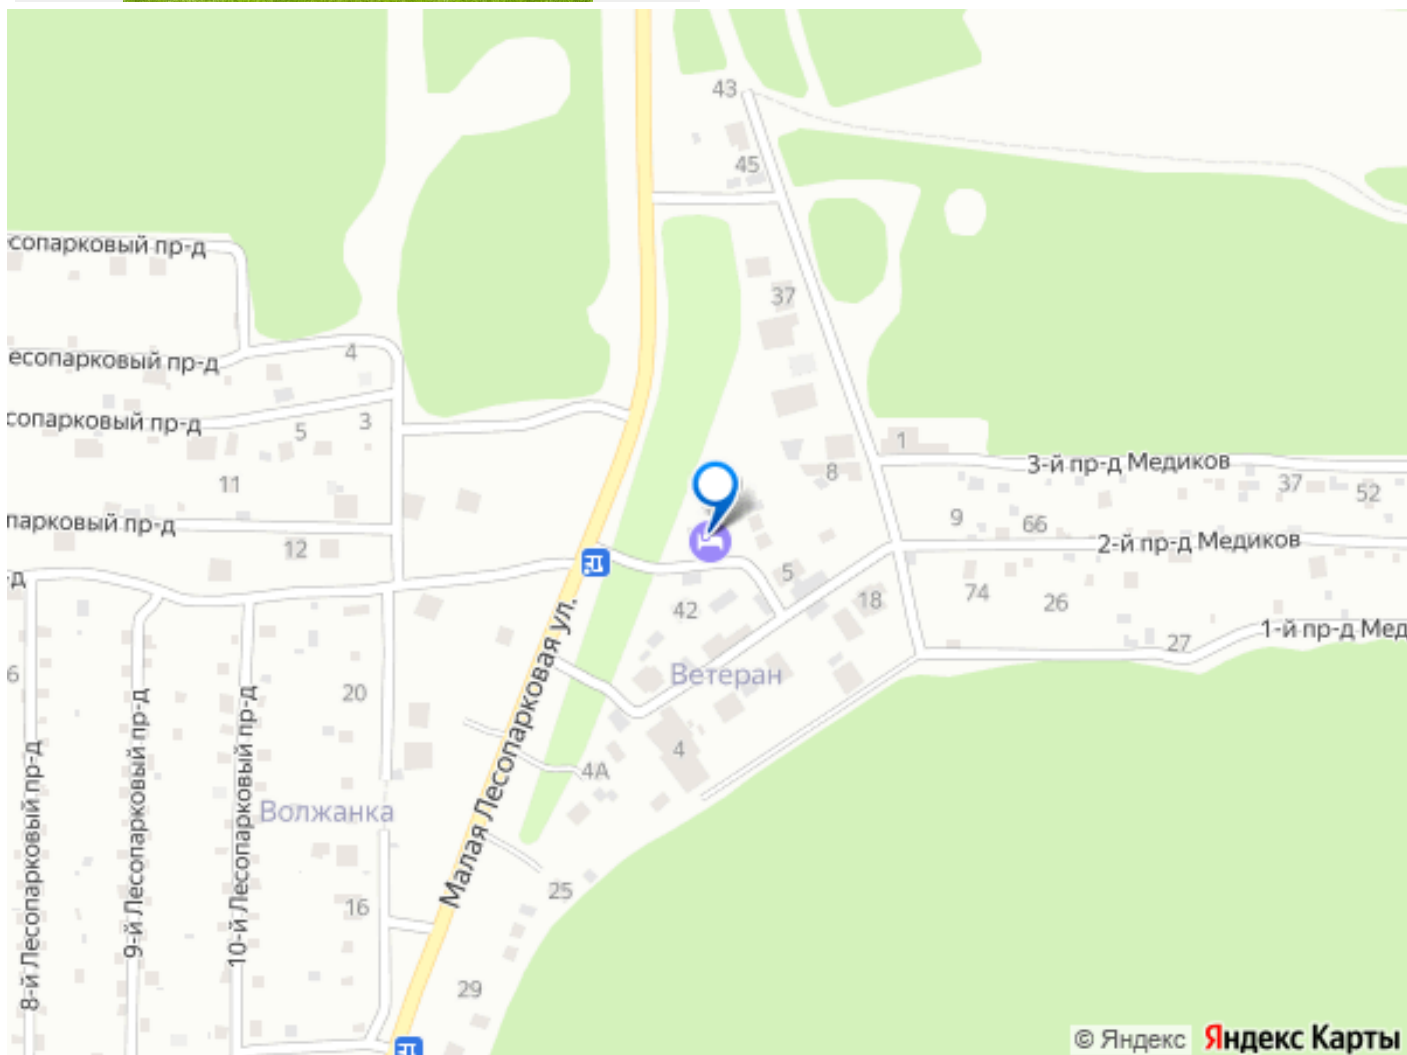 43
45
сопарковый пр-д
37
есопарковый пр-д
4
сопарковый пр-д
3
5
1
3-й пр-д Медиков
8
11
37
52
парковый пр-д
9
66
2-й пр-д Медиков
12
-д
5
74
26
18
42
27
1-й пр-д Мед
6
Ветеран
20
4
4А
Малая Лесопарковая ул.
Волжанка
8-й Лесопарковый пр-д
9-й Лесопарковый пр-д
10-й Лесопарковый пр-д
25
16
29
© Яндекс Яндекс Карты